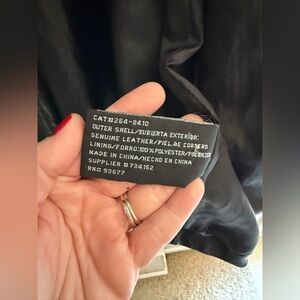 CAT#264-8410
OUTER SHELL/CUBIERTA EXTERIOR:
GENUINE LEATHER/PIEL DE CORDERO
LINING/FORRO:100%POLYESTER/
MADE IN CHINA/HECHO EN CHINA
SUPPLIER #734152
RN# 93677